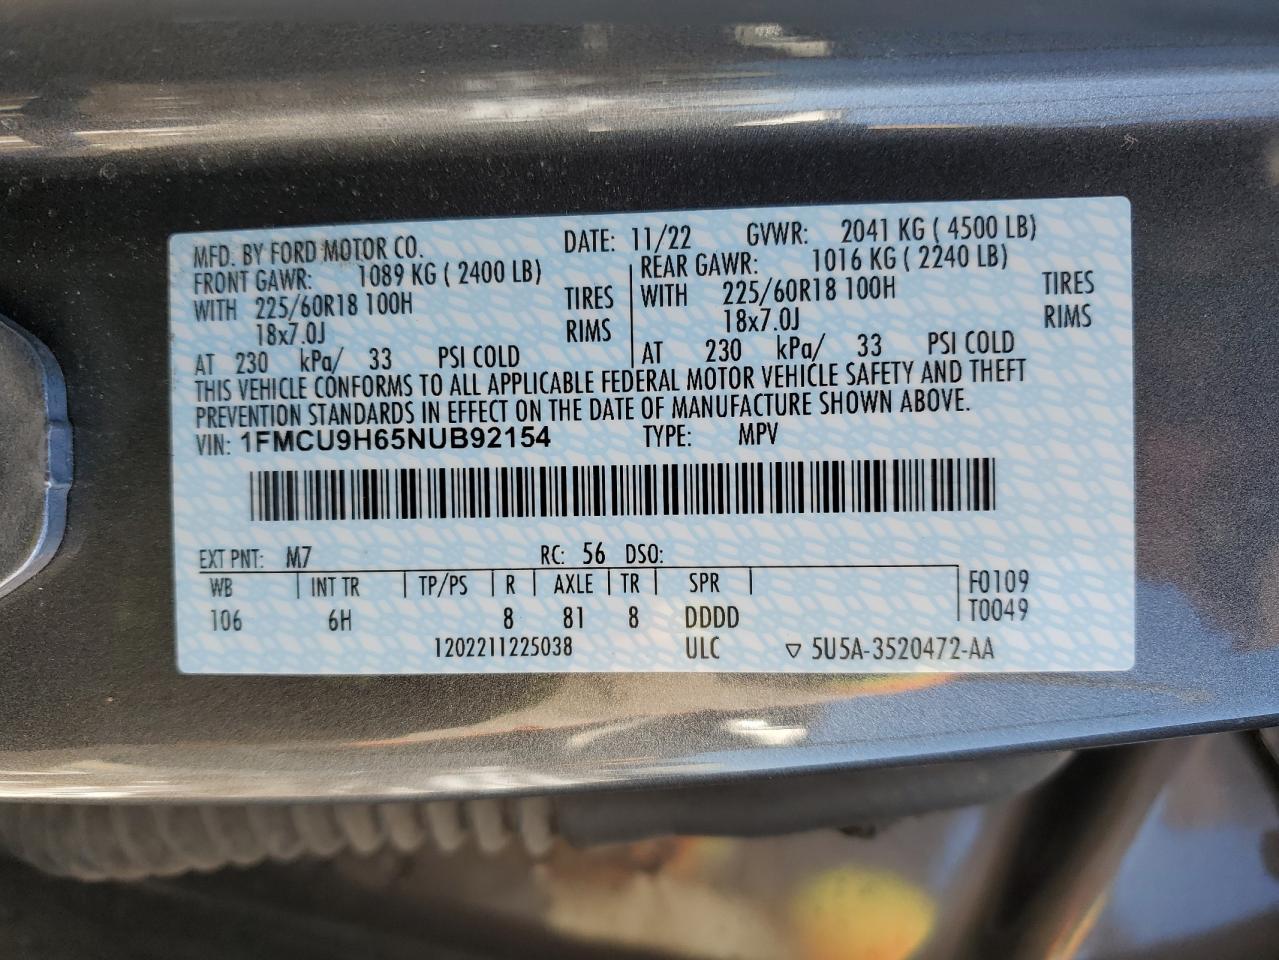 MFD. BY FORD MOTOR CO. DATE: 11/22 GVWR: 2041 KG ( 4500 LB)
FRONT GAWR: 1089 KG ( 2400 LB) REAR GAWR: 1016 KG ( 2240 LB)
WITH 225/60R18 100H TIRES WITH 225/60R18 100H TIRES
18x7.0J RIMS 18x7.0J RIMS
AT 230 kPa/ 33 PSI COLD AT 230 kPa/ 33 PSI COLD
THIS VEHICLE CONFORMS TO ALL APPLICABLE FEDERAL MOTOR VEHICLE SAFETY AND THEFT
PREVENTION STANDARDS IN EFFECT ON THE DATE OF MANUFACTURE SHOWN ABOVE.
VIN: 1FMCU9H65NUB92154 TYPE: MPV
EXT PNT: M7 RC: 56 DSO:
WB INT TR TP/PS R AXLE TR SPR F0109
106 6H 8 81 8 DDDD T0049
1202211225038 ULC ▽ 5U5A-3520472-AA